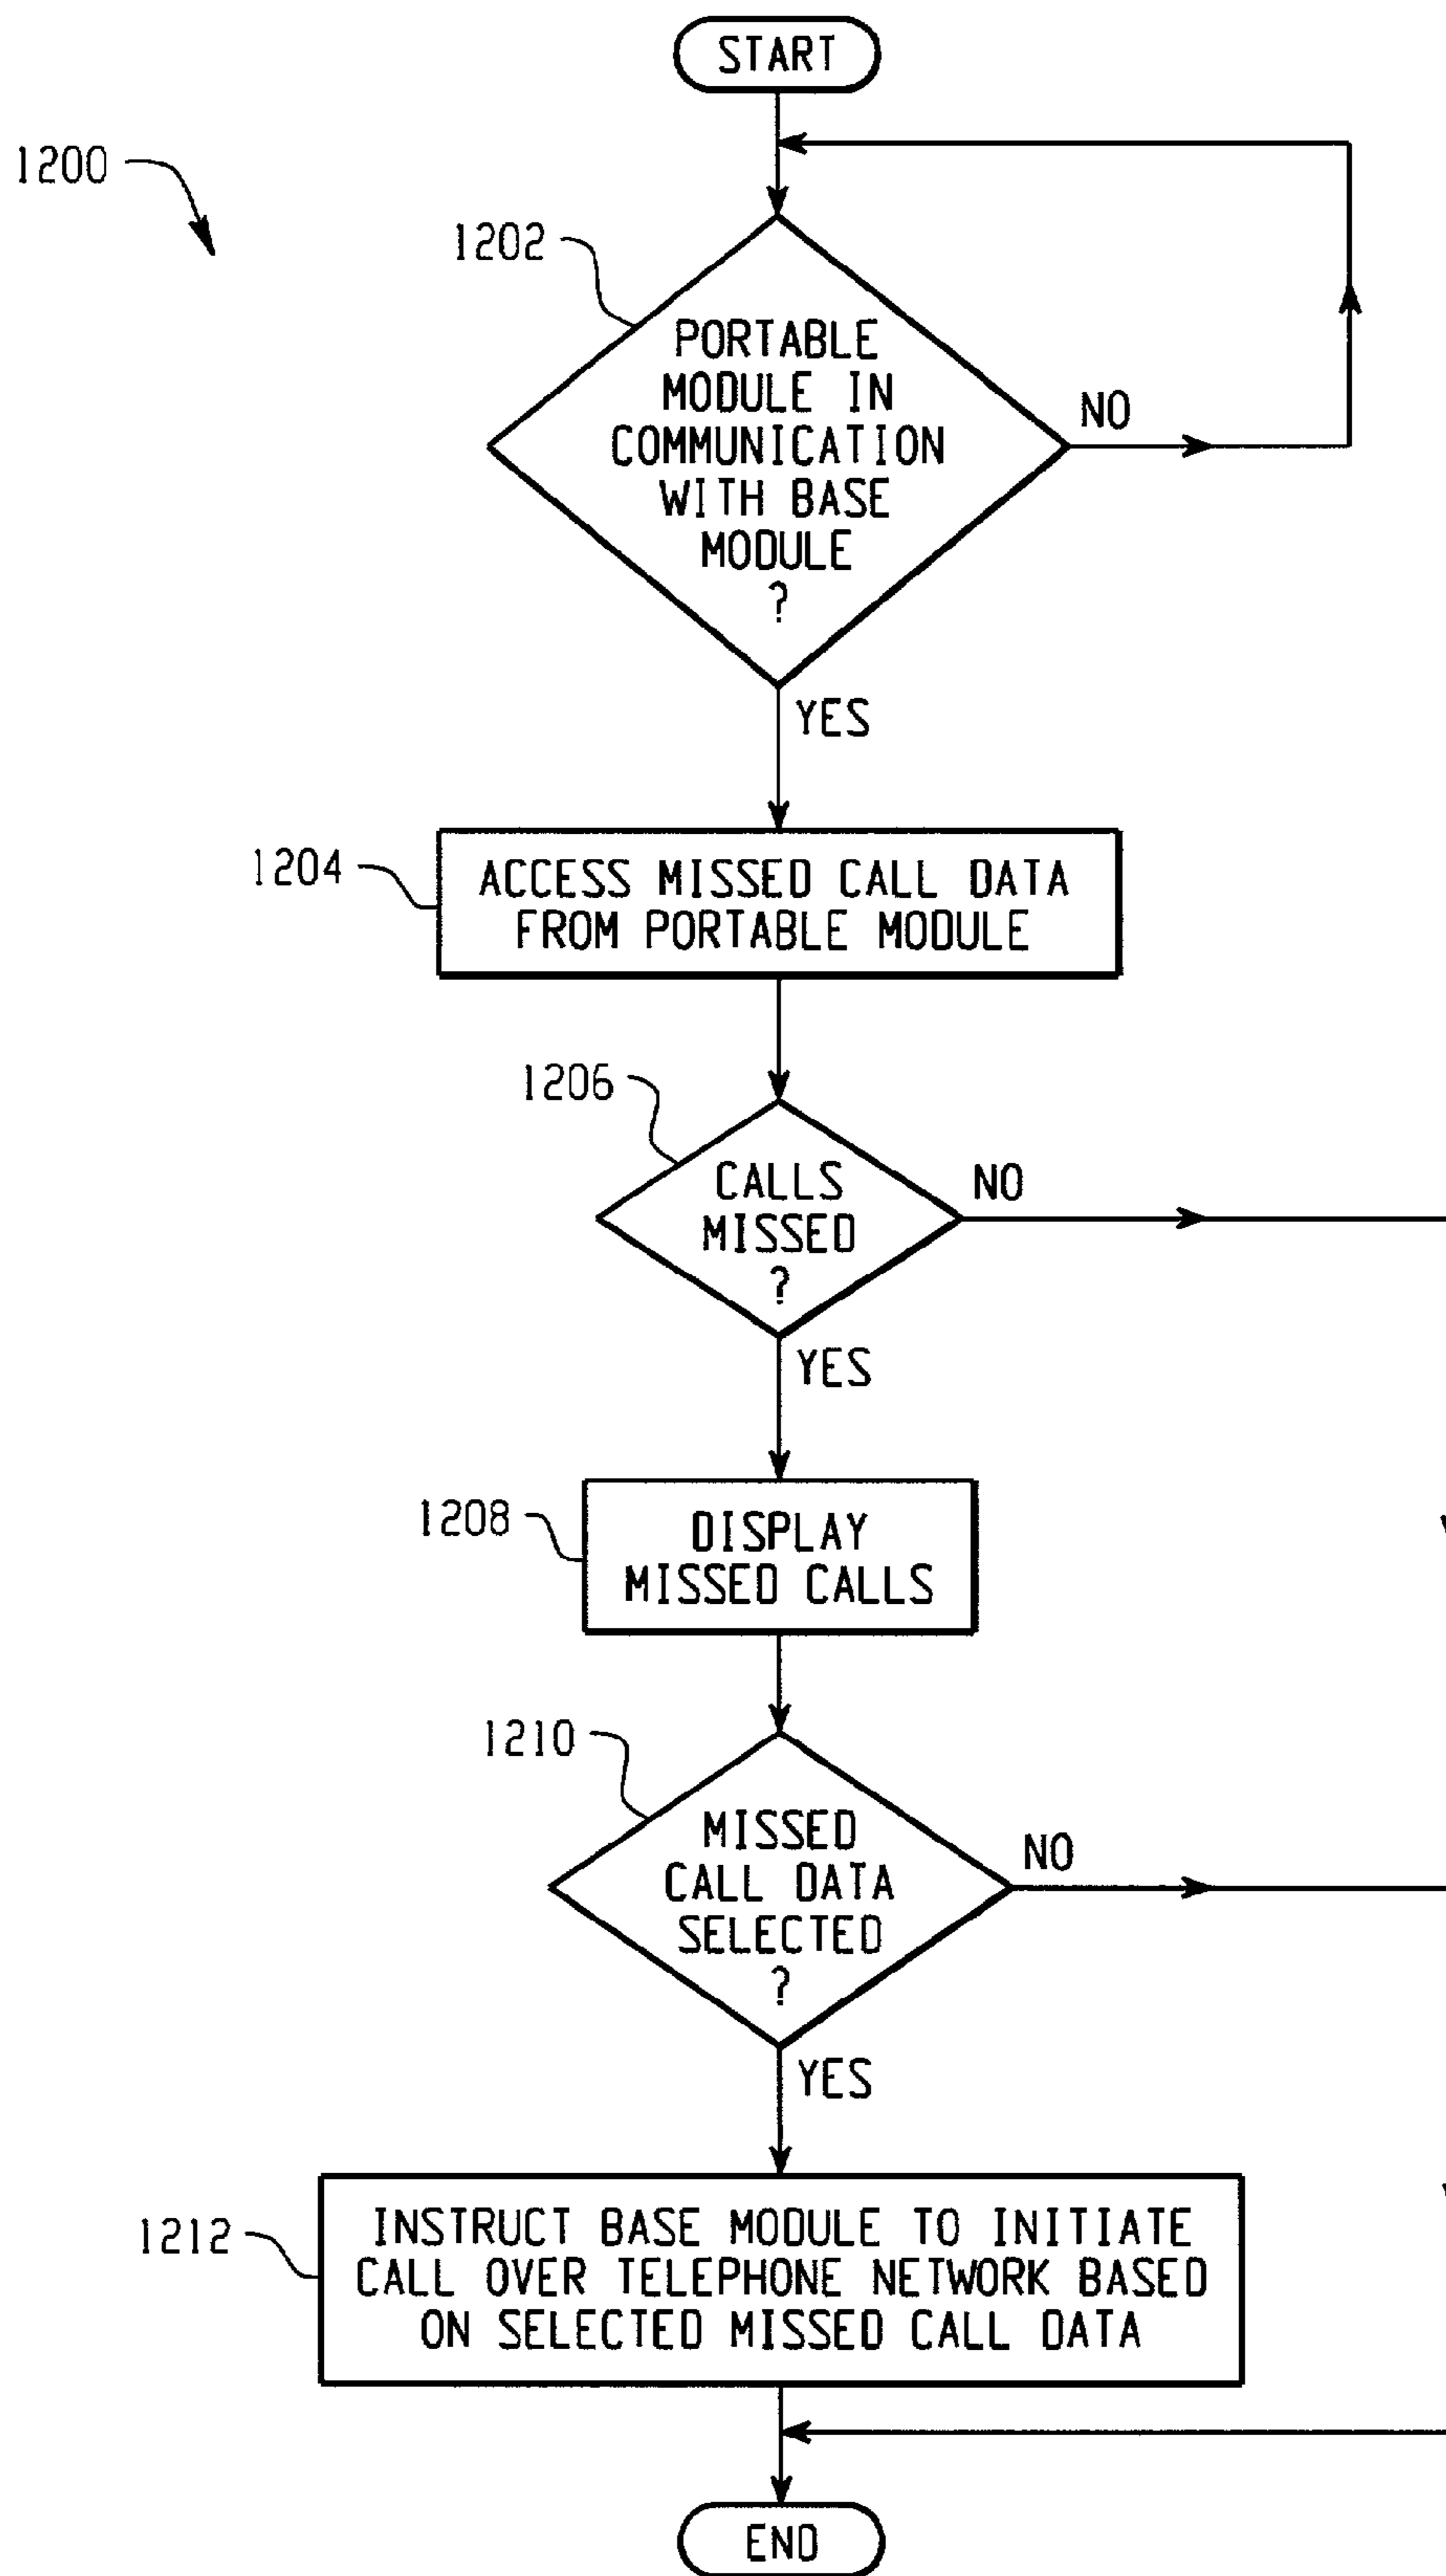 START
1200
1202
PORTABLE
MODULE IN
COMMUNICATION
WITH BASE
MODULE
?
NO
YES
1204
ACCESS MISSED CALL DATA
FROM PORTABLE MODULE
1206
CALLS
MISSED
?
NO
YES
1208
DISPLAY
MISSED CALLS
1210
MISSED
CALL DATA
SELECTED
?
NO
YES
1212
INSTRUCT BASE MODULE TO INITIATE
CALL OVER TELEPHONE NETWORK BASED
ON SELECTED MISSED CALL DATA
END